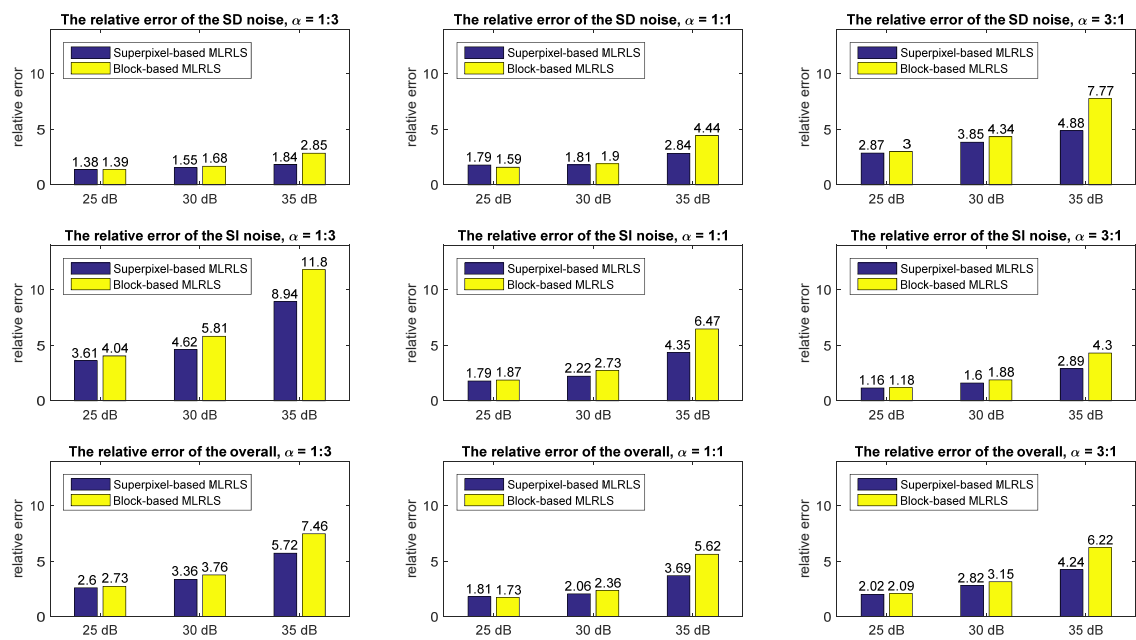 The relative error of the SD noise, α = 1:3
Superpixel-based MLRLS
Block-based MLRLS
relative error
10
5
0
1.38 1.39
1.55 1.68
1.84 2.85
25 dB 30 dB 35 dB
The relative error of the SD noise, α = 1:1
Superpixel-based MLRLS
Block-based MLRLS
relative error
10
5
0
1.79 1.59
1.81 1.9
2.84 4.44
25 dB 30 dB 35 dB
The relative error of the SD noise, α = 3:1
Superpixel-based MLRLS
Block-based MLRLS
relative error
10
5
0
2.87 3
3.85 4.34
4.88 7.77
25 dB 30 dB 35 dB
The relative error of the SI noise, α = 1:3
Superpixel-based MLRLS
Block-based MLRLS
relative error
10
5
0
3.61 4.04
4.62 5.81
8.94 11.8
25 dB 30 dB 35 dB
The relative error of the SI noise, α = 1:1
Superpixel-based MLRLS
Block-based MLRLS
relative error
10
5
0
1.79 1.87
2.22 2.73
4.35 6.47
25 dB 30 dB 35 dB
The relative error of the SI noise, α = 3:1
Superpixel-based MLRLS
Block-based MLRLS
relative error
10
5
0
1.16 1.18
1.6 1.88
2.89 4.3
25 dB 30 dB 35 dB
The relative error of the overall, α = 1:3
Superpixel-based MLRLS
Block-based MLRLS
relative error
10
5
0
2.6 2.73
3.36 3.76
5.72 7.46
25 dB 30 dB 35 dB
The relative error of the overall, α = 1:1
Superpixel-based MLRLS
Block-based MLRLS
relative error
10
5
0
1.81 1.73
2.06 2.36
3.69 5.62
25 dB 30 dB 35 dB
The relative error of the overall, α = 3:1
Superpixel-based MLRLS
Block-based MLRLS
relative error
10
5
0
2.02 2.09
2.82 3.15
4.24 6.22
25 dB 30 dB 35 dB